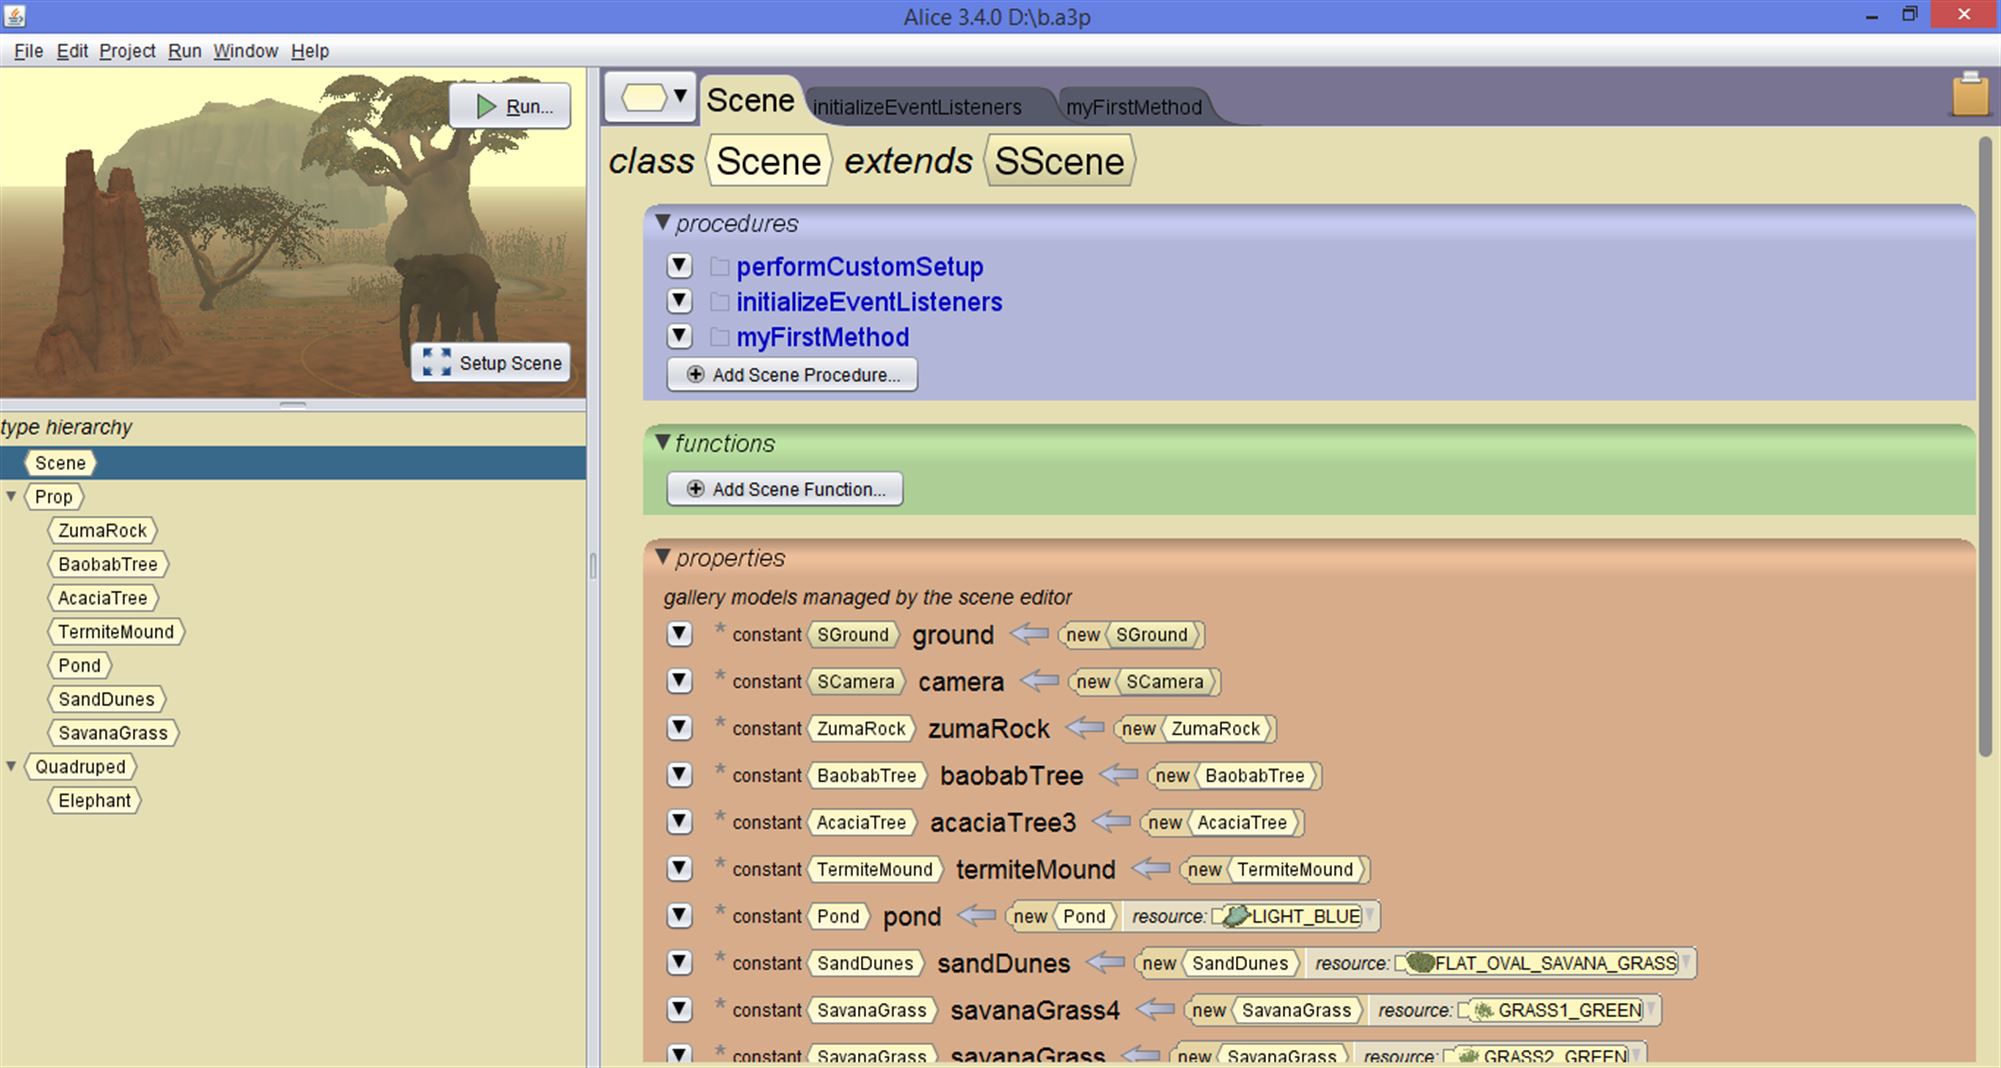 Alice 3.4.0 D:\b.a3p
File Edit Project Run Window Help
Run...
Setup Scene
type hierarchy
Scene
Prop
ZumaRock
BaobabTree
AcaciaTree
TermiteMound
Pond
SandDunes
SavanaGrass
Quadruped
Elephant
Scene initializeEventListeners myFirstMethod
class Scene extends SScene
procedures
performCustomSetup
initializeEventListeners
myFirstMethod
Add Scene Procedure...
functions
Add Scene Function...
properties
gallery models managed by the scene editor
* constant SGround ground new SGround
* constant SCamera camera new SCamera
* constant ZumaRock zumaRock new ZumaRock
* constant BaobabTree baobabTree new BaobabTree
* constant AcaciaTree acaciaTree3 new AcaciaTree
* constant TermiteMound termiteMound new TermiteMound
* constant Pond pond new Pond resource: LIGHT_BLUE
* constant SandDunes sandDunes new SandDunes resource: FLAT_OVAL_SAVANA_GRASS
* constant SavanaGrass savanaGrass4 new SavanaGrass resource: GRASS1_GREEN
* constant SavanaGrass savanaGrass new SavanaGrass resource: GRASS2_GREEN